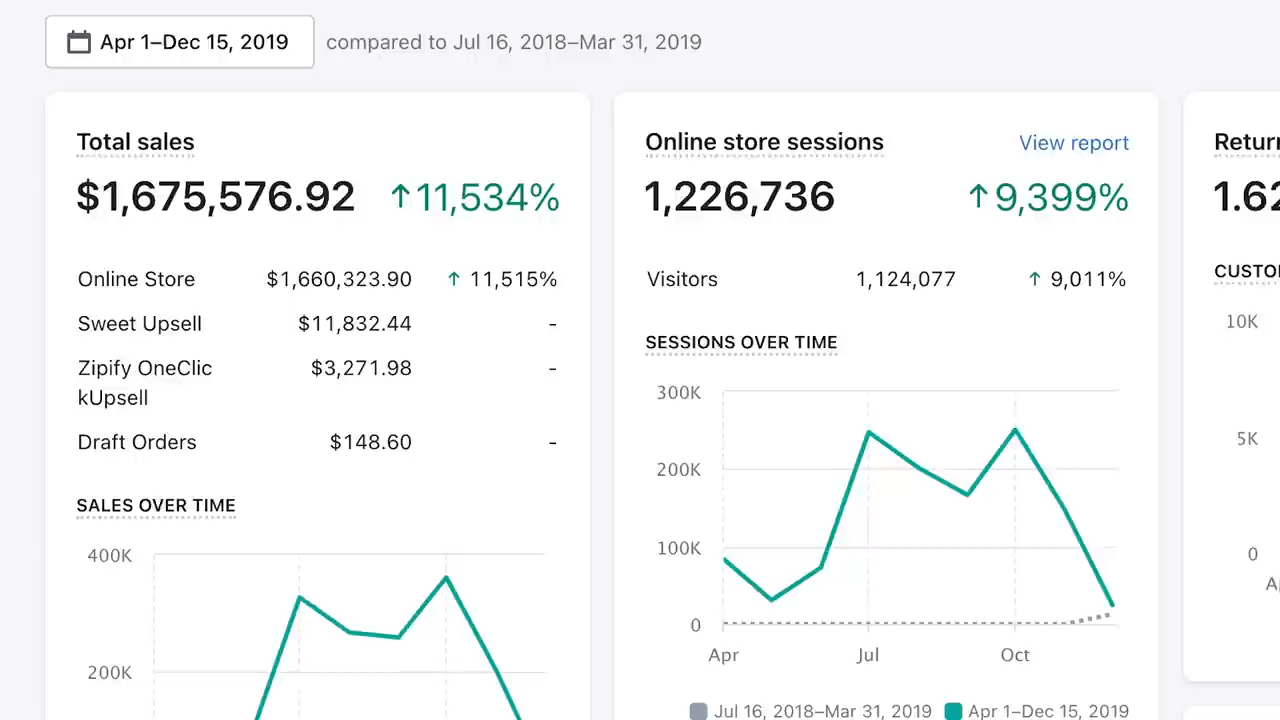 Apr 1–Dec 15, 2019 compared to Jul 16, 2018–Mar 31, 2019
Total sales
$1,675,576.92 ↑11,534%
Online Store $1,660,323.90 ↑ 11,515%
Sweet Upsell $11,832.44 -
Zipify OneClic $3,271.98 -
kUpsell
Draft Orders $148.60 -
SALES OVER TIME
400K
200K
Online store sessions View report
1,226,736 ↑9,399%
Visitors 1,124,077 ↑ 9,011%
SESSIONS OVER TIME
300K
200K
100K
0
Apr Jul Oct
Jul 16, 2018–Mar 31, 2019 Apr 1–Dec 15, 2019
10K
5K
0